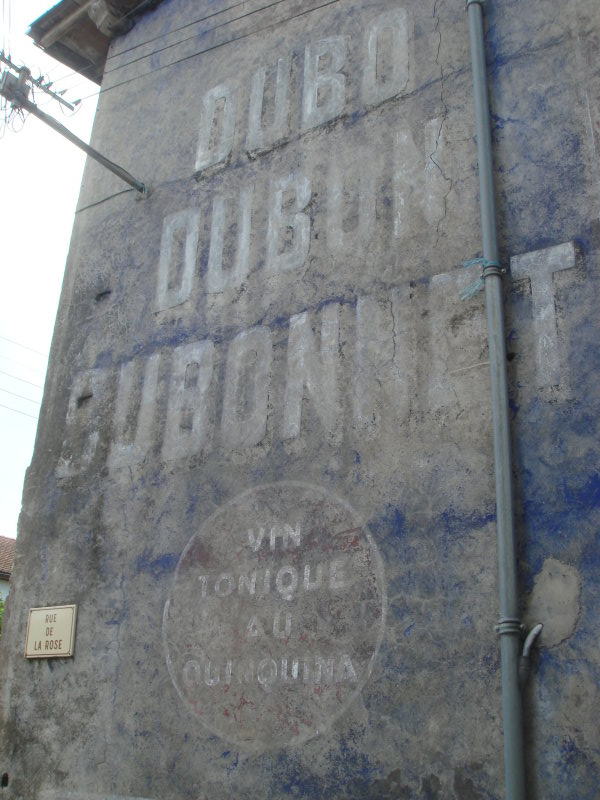 DUBO
DUBON
DUBONNET
VIN
TONIQUE
AU
QUINQUINA
RUE
DE
LA ROSE